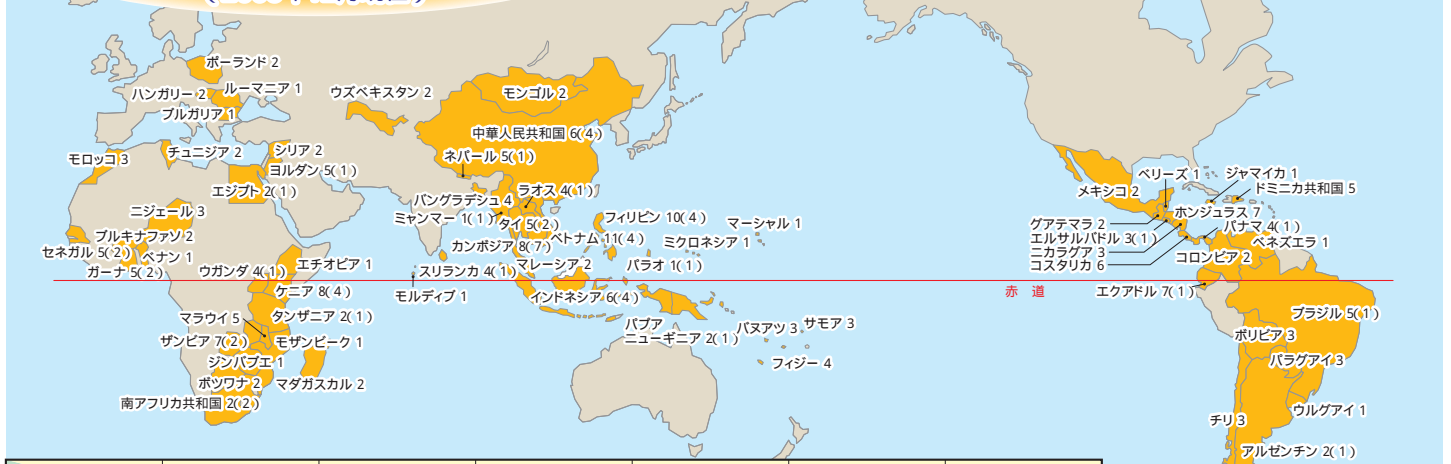 ポーランド 2
ハンガリー 2
ルーマニア 1
ブルガリア 1
ウズベキスタン 2
モンゴル 2
中華人民共和国 6(4)
ネパール 5(1)
モロッコ 3
チュニジア 2
シリア 2
ヨルダン 5(1)
エジプト 2(1)
ニジェール 3
ブルキナファソ 2
セネガル 5(2)
ベナン 1
ガーナ 5(2)
ウガンダ 4(1)
エチオピア 1
ケニア 8(4)
タンザニア 2(1)
マラウイ 5
ザンビア 7(2)
モザンビーク 1
ジンバブエ 1
ボツワナ 2
マダガスカル 2
南アフリカ共和国 2(2)
バングラデシュ 4
ラオス 4(1)
ミャンマー 1(1)
タイ 5(2)
カンボジア 8(7)
ベトナム 11(4)
フィリピン 10(4)
マーシャル 1
ミクロネシア 1
スリランカ 4(1)
マレーシア 2
パラオ 1(1)
モルディブ 1
インドネシア 6(4)
パプア
ニューギニア 2(1)
バヌアツ 3
サモア 3
フィジー 4
赤 道
メキシコ 2
ベリーズ 1
ジャマイカ 1
ドミニカ共和国 5
グアテマラ 2
ホンジュラス 7
エルサルバドル 3(1)
パナマ 4(1)
ニカラグア 3
ベネズエラ 1
コスタリカ 6
コロンビア 2
エクアドル 7(1)
ブラジル 5(1)
ボリビア 3
パラグアイ 3
ウルグアイ 1
チリ 3
アルゼンチン 2(1)